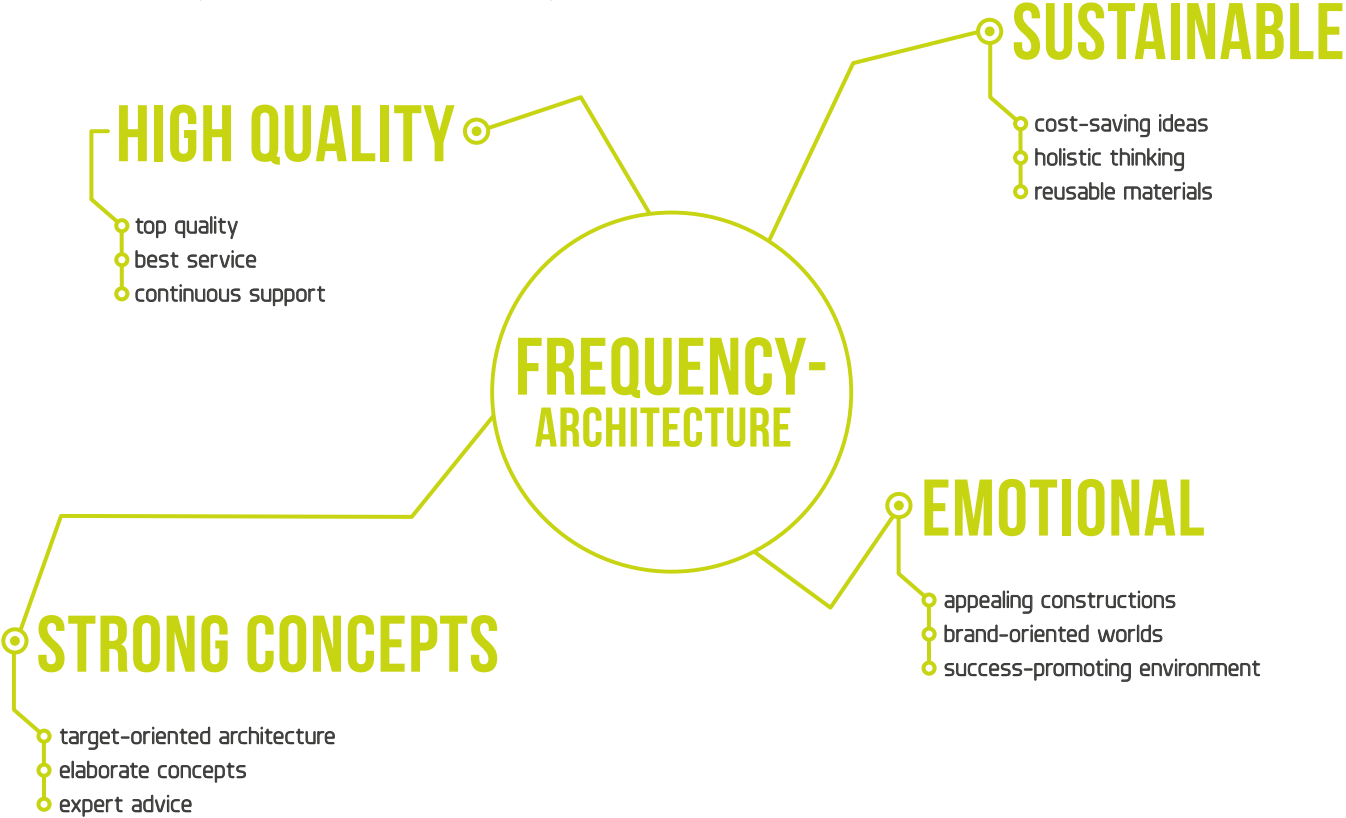 SUSTAINABLE
cost-saving ideas
holistic thinking
reusable materials
HIGH QUALITY
top quality
best service
continuous support
FREQUENCY-
ARCHITECTURE
EMOTIONAL
appealing constructions
brand-oriented worlds
success-promoting environment
STRONG CONCEPTS
target-oriented architecture
elaborate concepts
expert advice